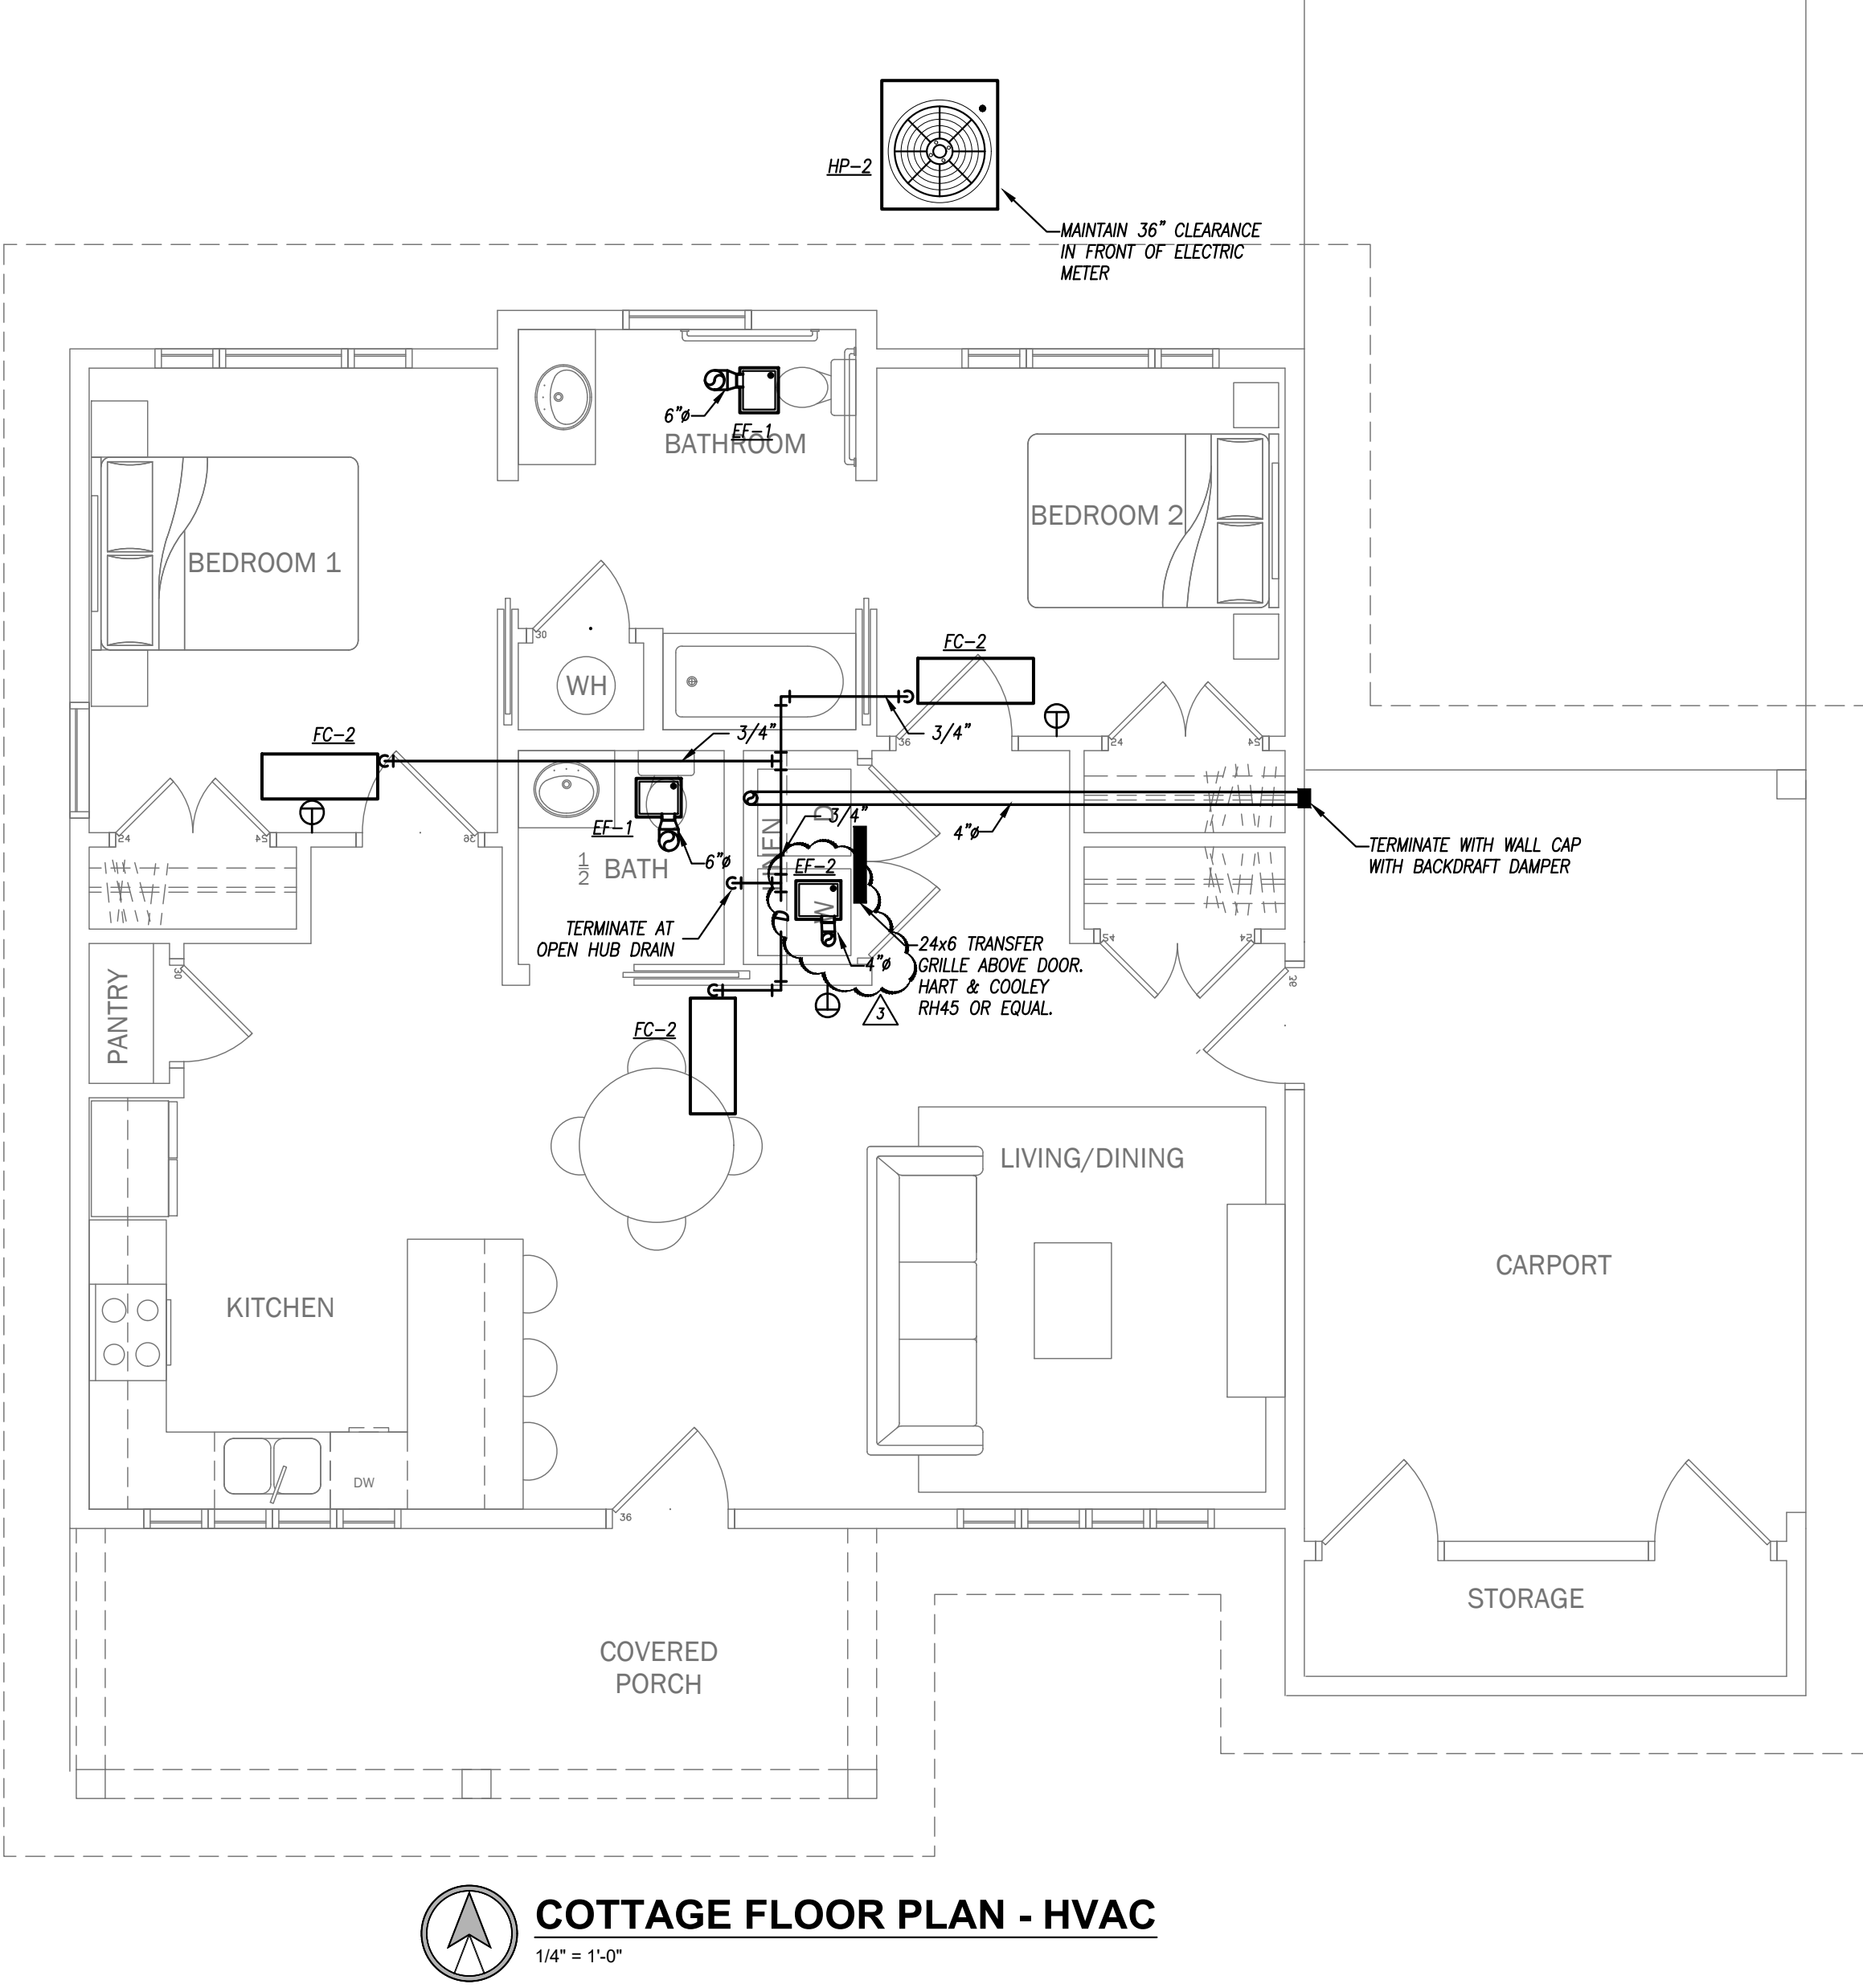 HP-2
MAINTAIN 36" CLEARANCE
IN FRONT OF ELECTRIC
METER
6"ø
EF-1
BATHROOM
BEDROOM 2
BEDROOM 1
30
WH
FC-2
3/4"
3/4"
36
24
24
FC-2
24
24
36
EF-1
6"ø
1/2 BATH
LINEN
D
3/4"
4"ø
TERMINATE WITH WALL CAP
WITH BACKDRAFT DAMPER
EF-2
W
4"ø
TERMINATE AT
OPEN HUB DRAIN
24x6 TRANSFER
GRILLE ABOVE DOOR.
HART & COOLEY
RH45 OR EQUAL.
3
24
24
PANTRY
30
36
FC-2
LIVING/DINING
KITCHEN
CARPORT
DW
36
STORAGE
COVERED
PORCH
COTTAGE FLOOR PLAN - HVAC
1/4" = 1'-0"